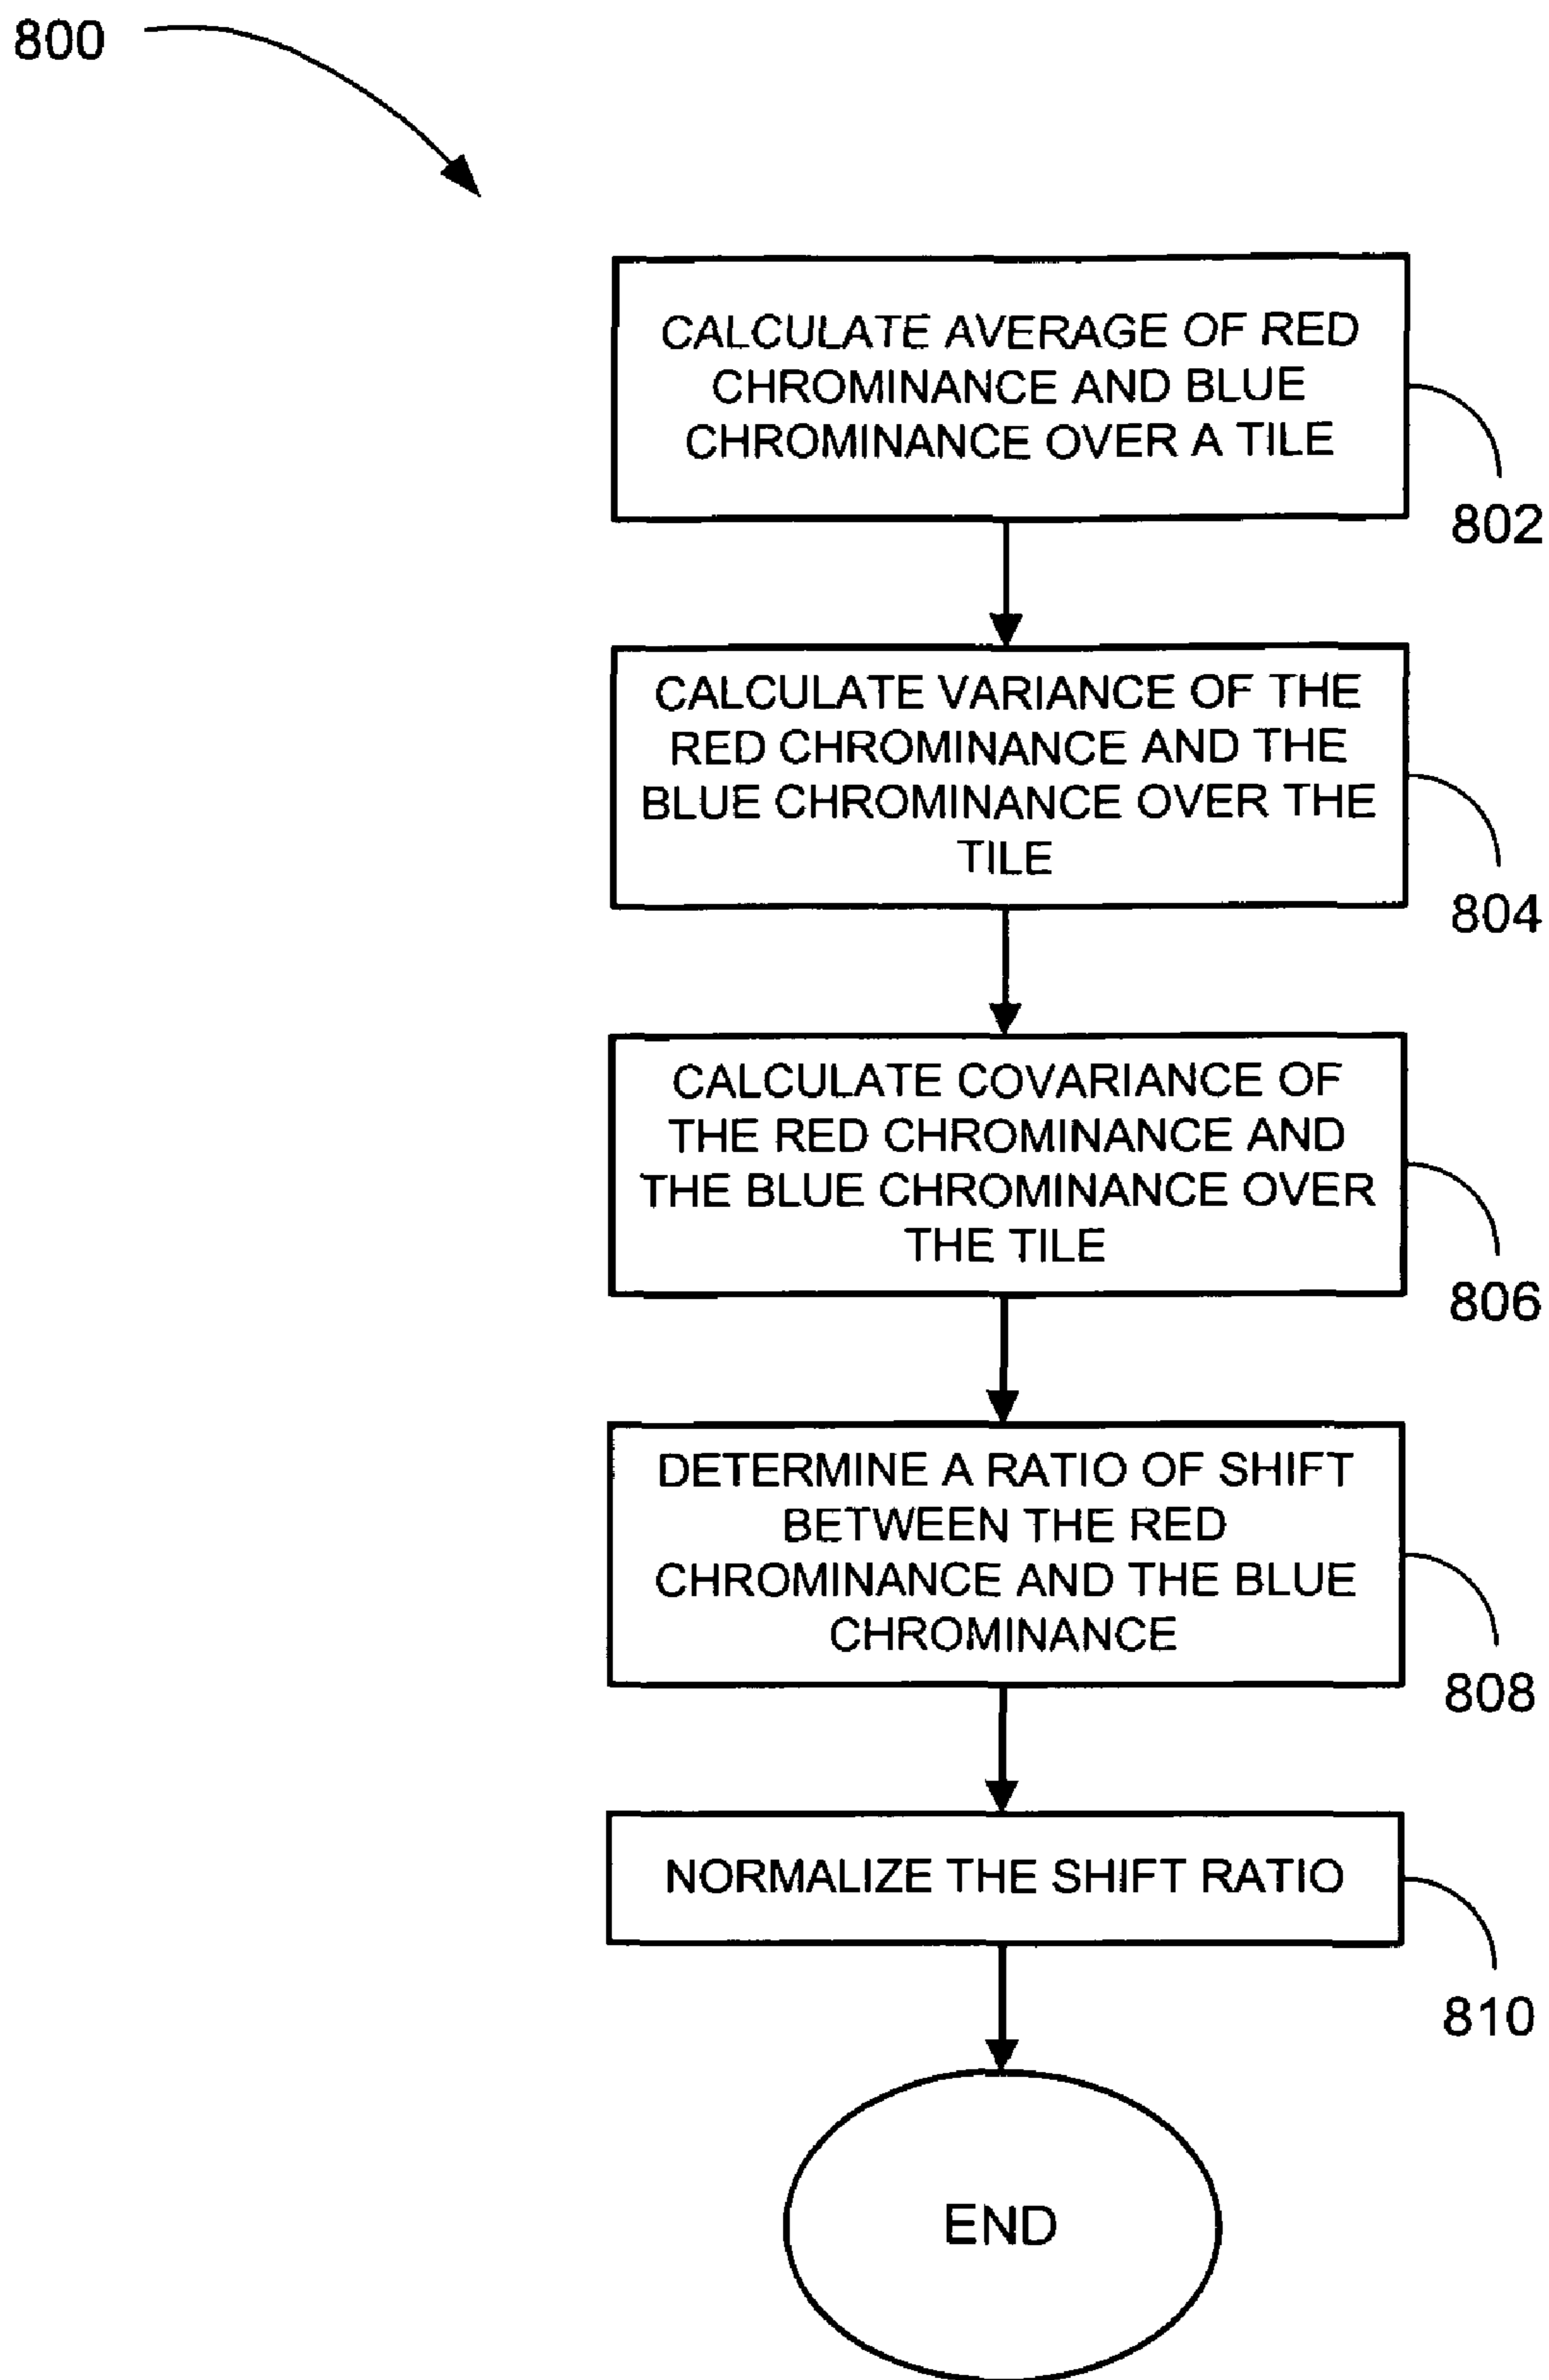 800
CALCULATE AVERAGE OF RED
CHROMINANCE AND BLUE
CHROMINANCE OVER A TILE
802
CALCULATE VARIANCE OF THE
RED CHROMINANCE AND THE
BLUE CHROMINANCE OVER THE
TILE
804
CALCULATE COVARIANCE OF
THE RED CHROMINANCE AND
THE BLUE CHROMINANCE OVER
THE TILE
806
DETERMINE A RATIO OF SHIFT
BETWEEN THE RED
CHROMINANCE AND THE BLUE
CHROMINANCE
808
NORMALIZE THE SHIFT RATIO
810
END